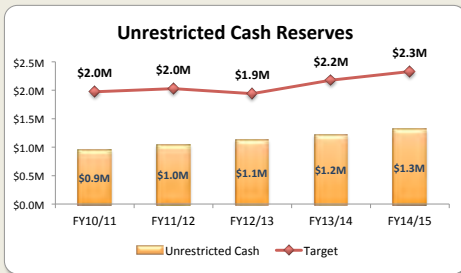 Unrestricted Cash Reserves
$2.5M
$2.0M
$1.5M
$1.0M
$0.5M
$0.0M
$2.0M $2.0M $1.9M $2.2M $2.3M
$0.9M $1.0M $1.1M $1.2M $1.3M
FY10/11 FY11/12 FY12/13 FY13/14 FY14/15
Unrestricted Cash Target